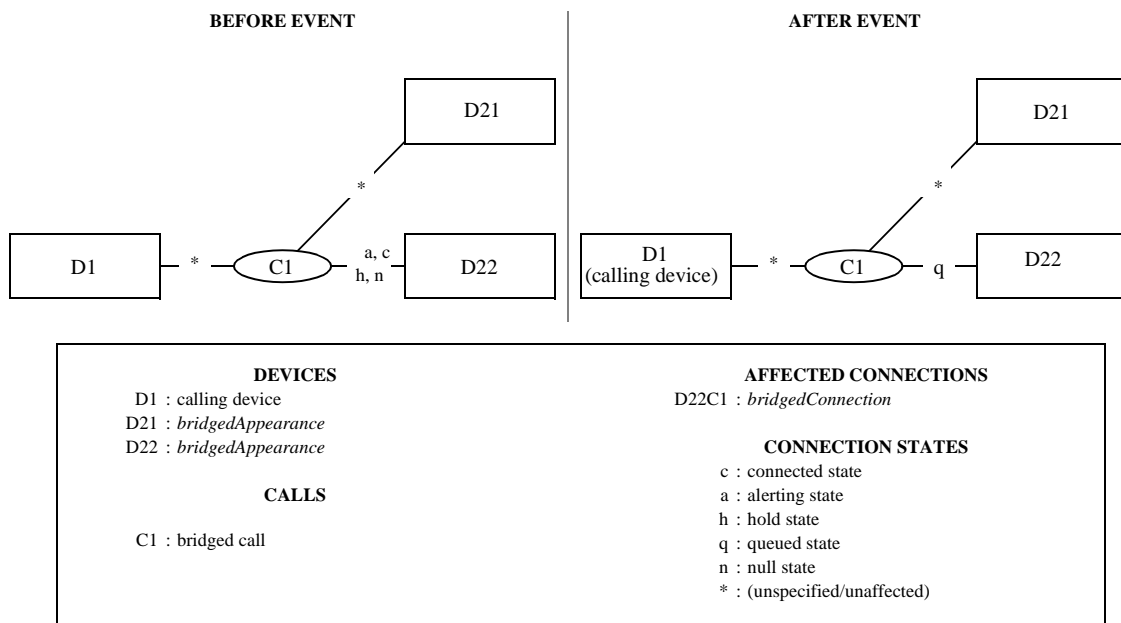 BEFORE EVENT
D21
*
D1
*
C1
a, c
h, n
D22
AFTER EVENT
D21
*
D1
(calling device)
*
C1
q
D22
DEVICES
D1 : calling device
D21 : bridgedAppearance
D22 : bridgedAppearance
CALLS
C1 : bridged call
AFFECTED CONNECTIONS
D22C1 : bridgedConnection
CONNECTION STATES
c : connected state
a : alerting state
h : hold state
q : queued state
n : null state
* : (unspecified/unaffected)